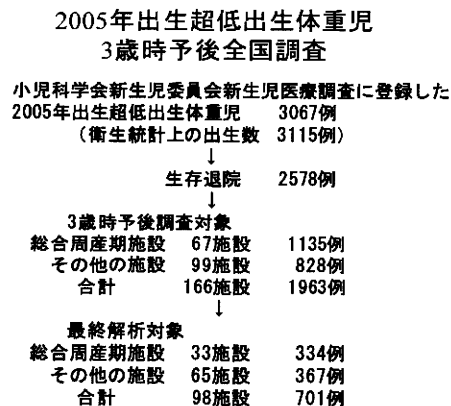 2005年出生超低出生体重児
3歳時予後全国調査
小児科学会新生児委員会新生児医療調査に登録した
2005年出生超低出生体重児 3067例
(衛生統計上の出生数 3115例)
↓
生存退院 2578例
↓
3歳時予後調査対象
総合周産期施設 67施設 1135例
その他の施設 99施設 828例
合計 166施設 1963例
↓
最終解析対象
総合周産期施設 33施設 334例
その他の施設 65施設 367例
合計 98施設 701例